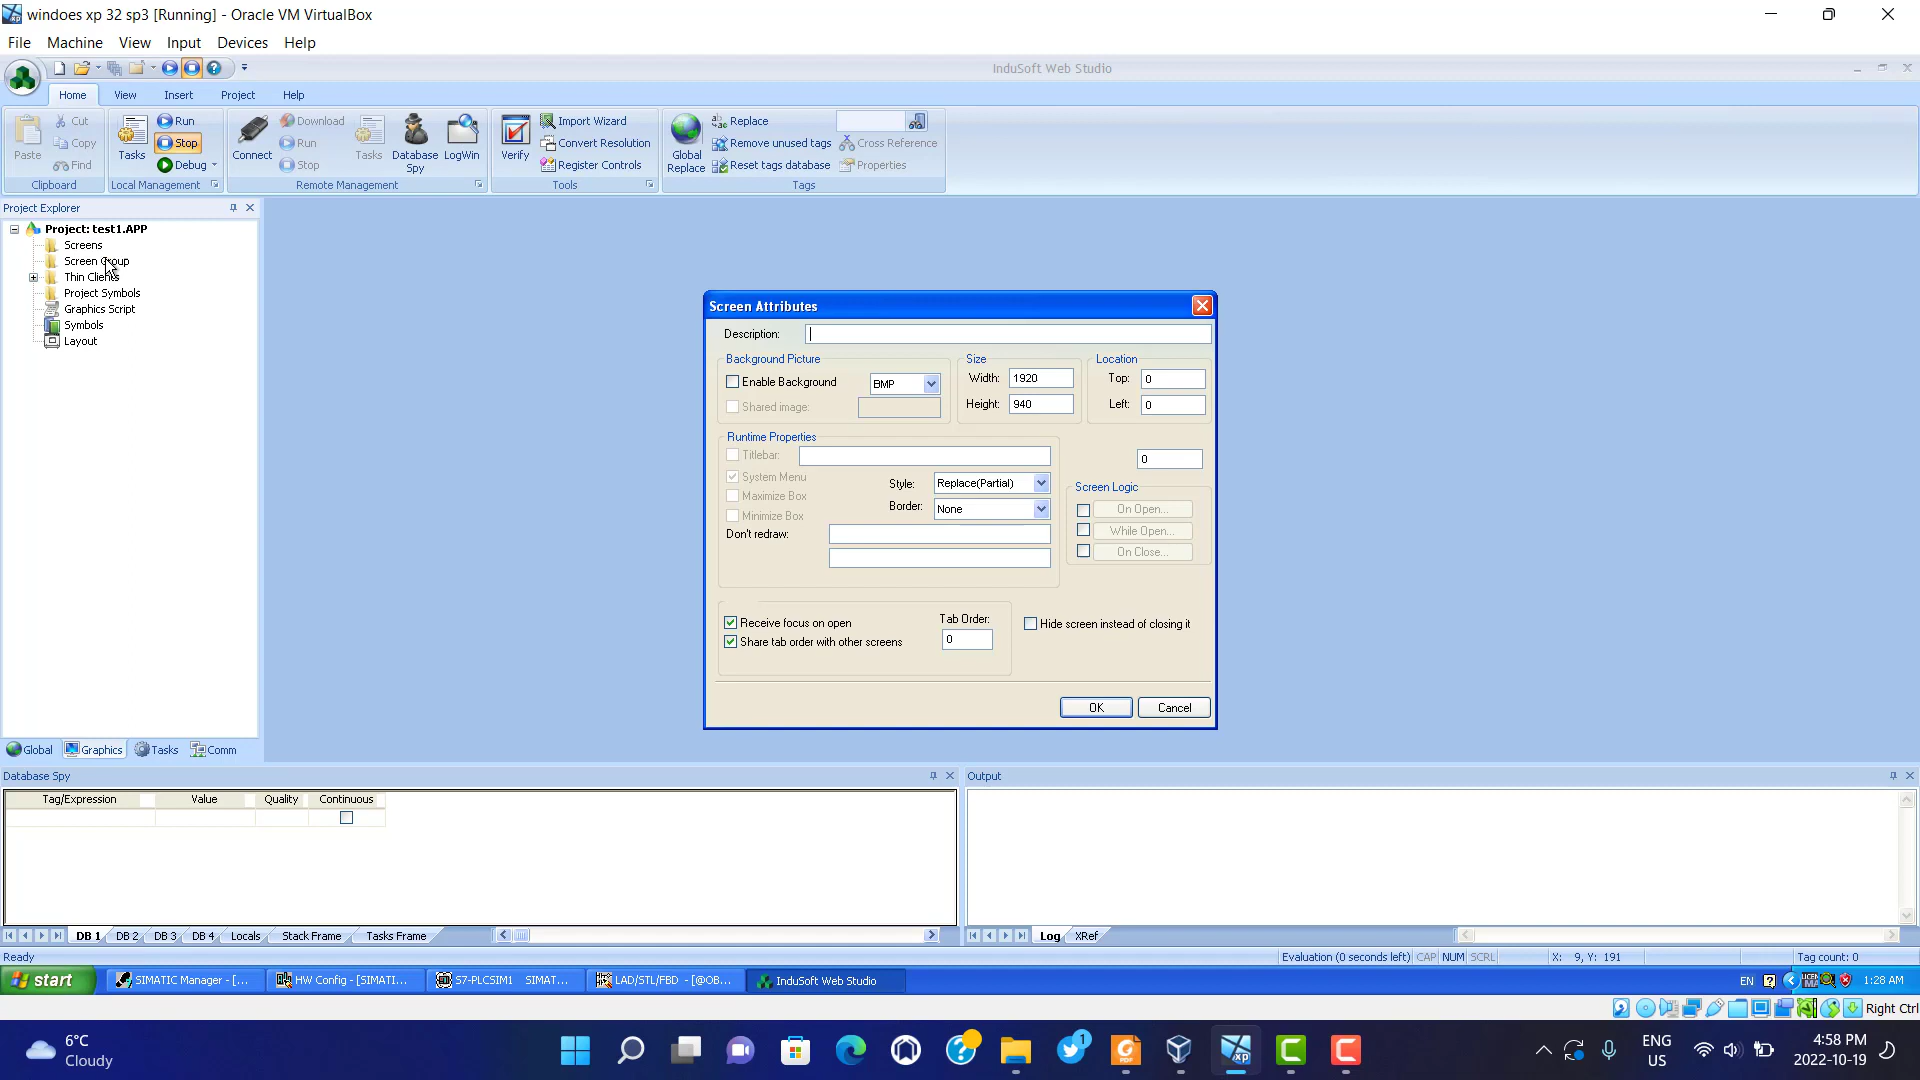 windoes xp 32 sp3 [Running] - Oracle VM VirtualBox
File Machine View Input Devices Help
InduSoft Web Studio
Home View Insert Project Help
Paste Cut Copy Find Clipboard
Tasks Run Stop Debug Local Management
Connect Download Run Stop Tasks Database Spy LogWin Remote Management
Verify Import Wizard Convert Resolution Register Controls Tools
Global Replace Replace Remove unused tags Reset tags database Cross Reference Properties Tags
Project Explorer
Project: test1.APP
Screens
Screen Group
Thin Clients
Project Symbols
Graphics Script
Symbols
Layout
Global Graphics Tasks Comm
Screen Attributes
Description:
Background Picture
Enable Background BMP
Shared image:
Size
Width: 1920
Height: 940
Location
Top: 0
Left: 0
Runtime Properties
Titlebar:
System Menu
Maximize Box
Minimize Box
Style: Replace(Partial)
Border: None
Don't redraw:
0
Screen Logic
On Open...
While Open...
On Close...
Receive focus on open
Share tab order with other screens
Tab Order:
0
Hide screen instead of closing it
OK Cancel
Database Spy
Tag/Expression Value Quality Continuous
DB 1 DB 2 DB 3 DB 4 Locals Stack Frame Tasks Frame
Output
Log XRef
Ready
Evaluation (0 seconds left) CAP NUM SCRL X: 9, Y: 191 Tag count: 0
start SIMATIC Manager - [... HW Config - [SIMATI... S7-PLCSIM1 SIMAT... LAD/STL/FBD - [@OB... InduSoft Web Studio EN 1:28 AM
Right Ctrl
6°C
Cloudy
xp
1
ENG
US
4:58 PM
2022-10-19